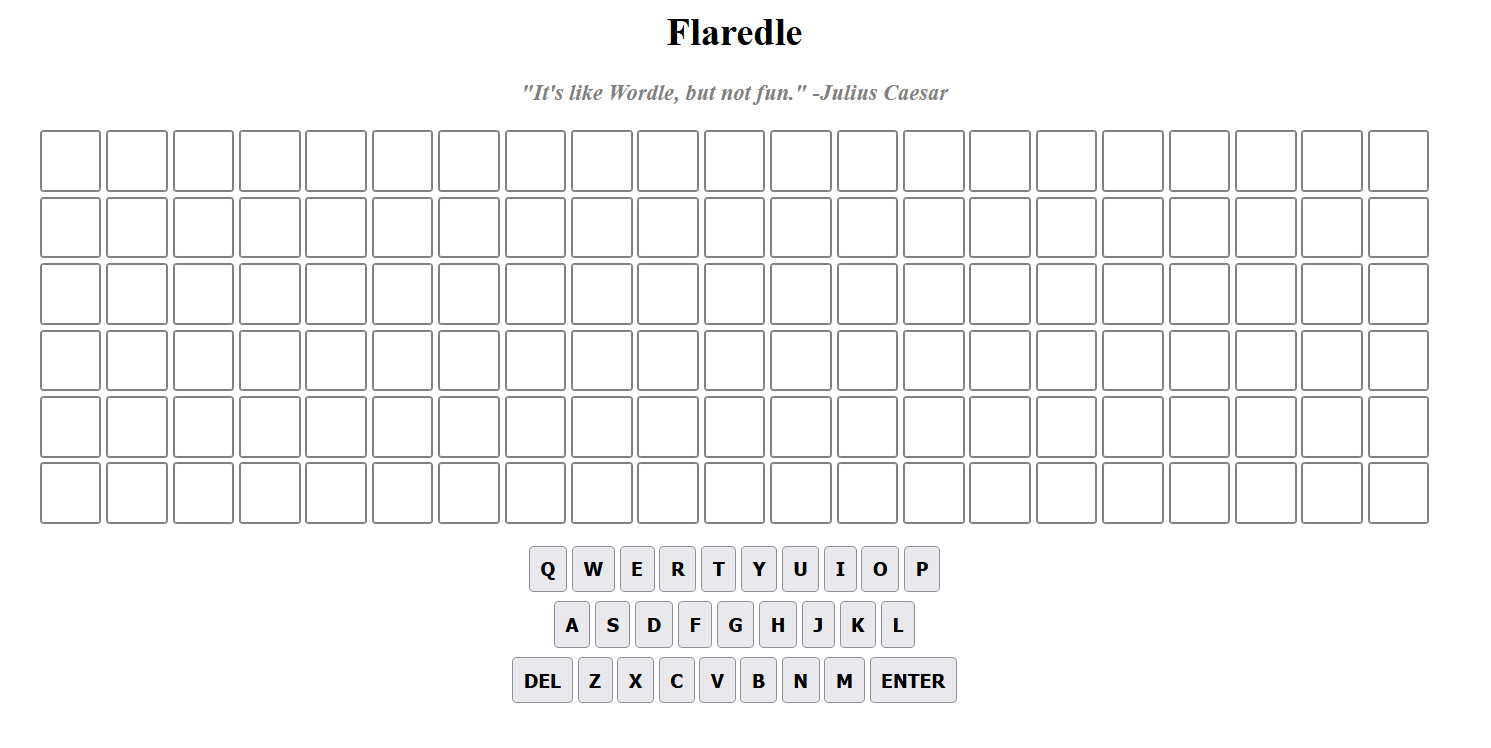 Flaredle
"It's like Wordle, but not fun." -Julius Caesar
Q W E R T Y U I O P
A S D F G H J K L
DEL Z X C V B N M ENTER